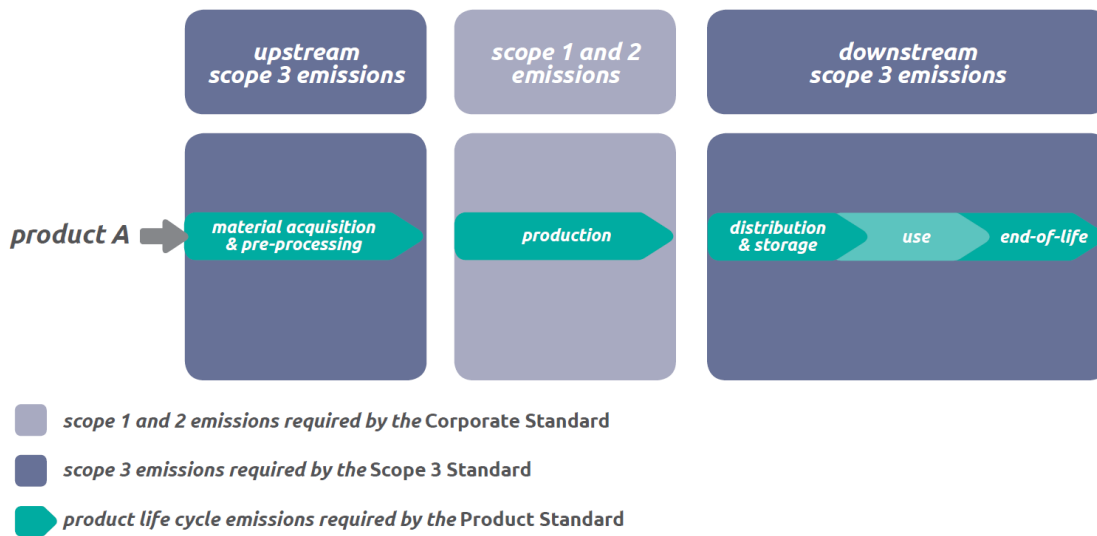 upstream
scope 3 emissions
scope 1 and 2
emissions
downstream
scope 3 emissions
product A
material acquisition
& pre-processing
production
distribution
& storage
use
end-of-life
scope 1 and 2 emissions required by the Corporate Standard
scope 3 emissions required by the Scope 3 Standard
product life cycle emissions required by the Product Standard